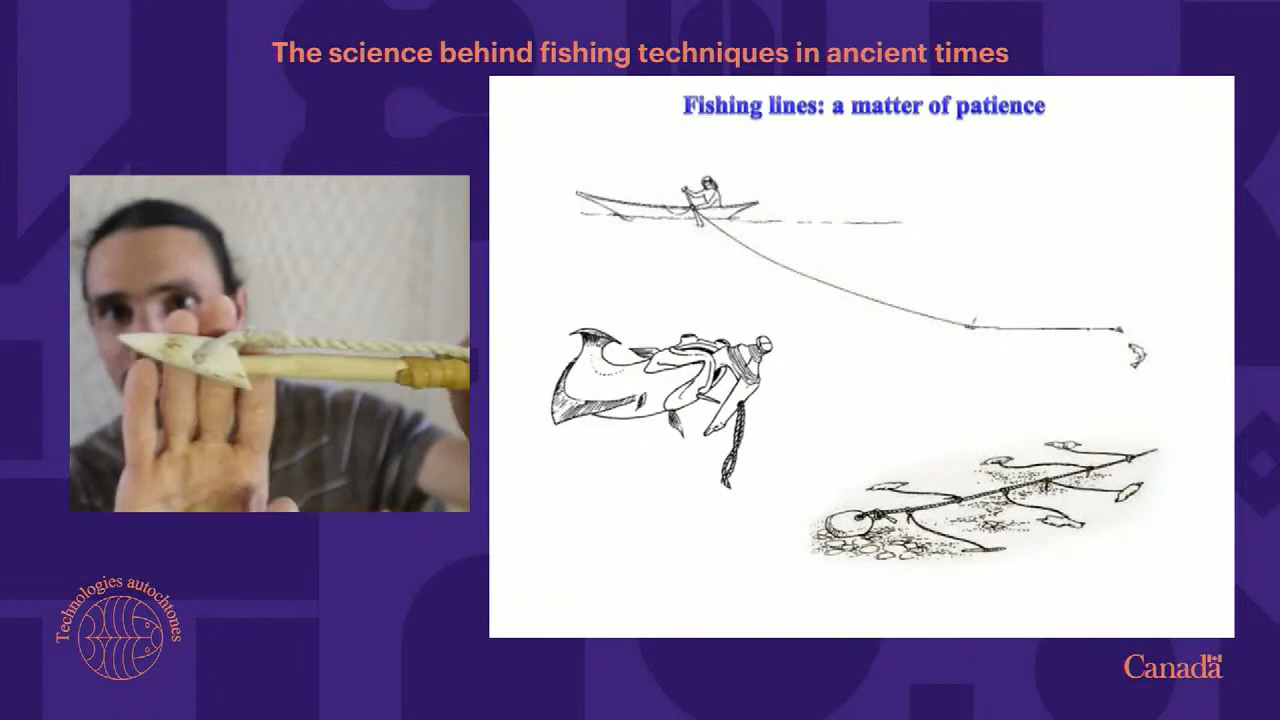 The science behind fishing techniques in ancient times
Fishing lines: a matter of patience
Technologies autochtones
Canada